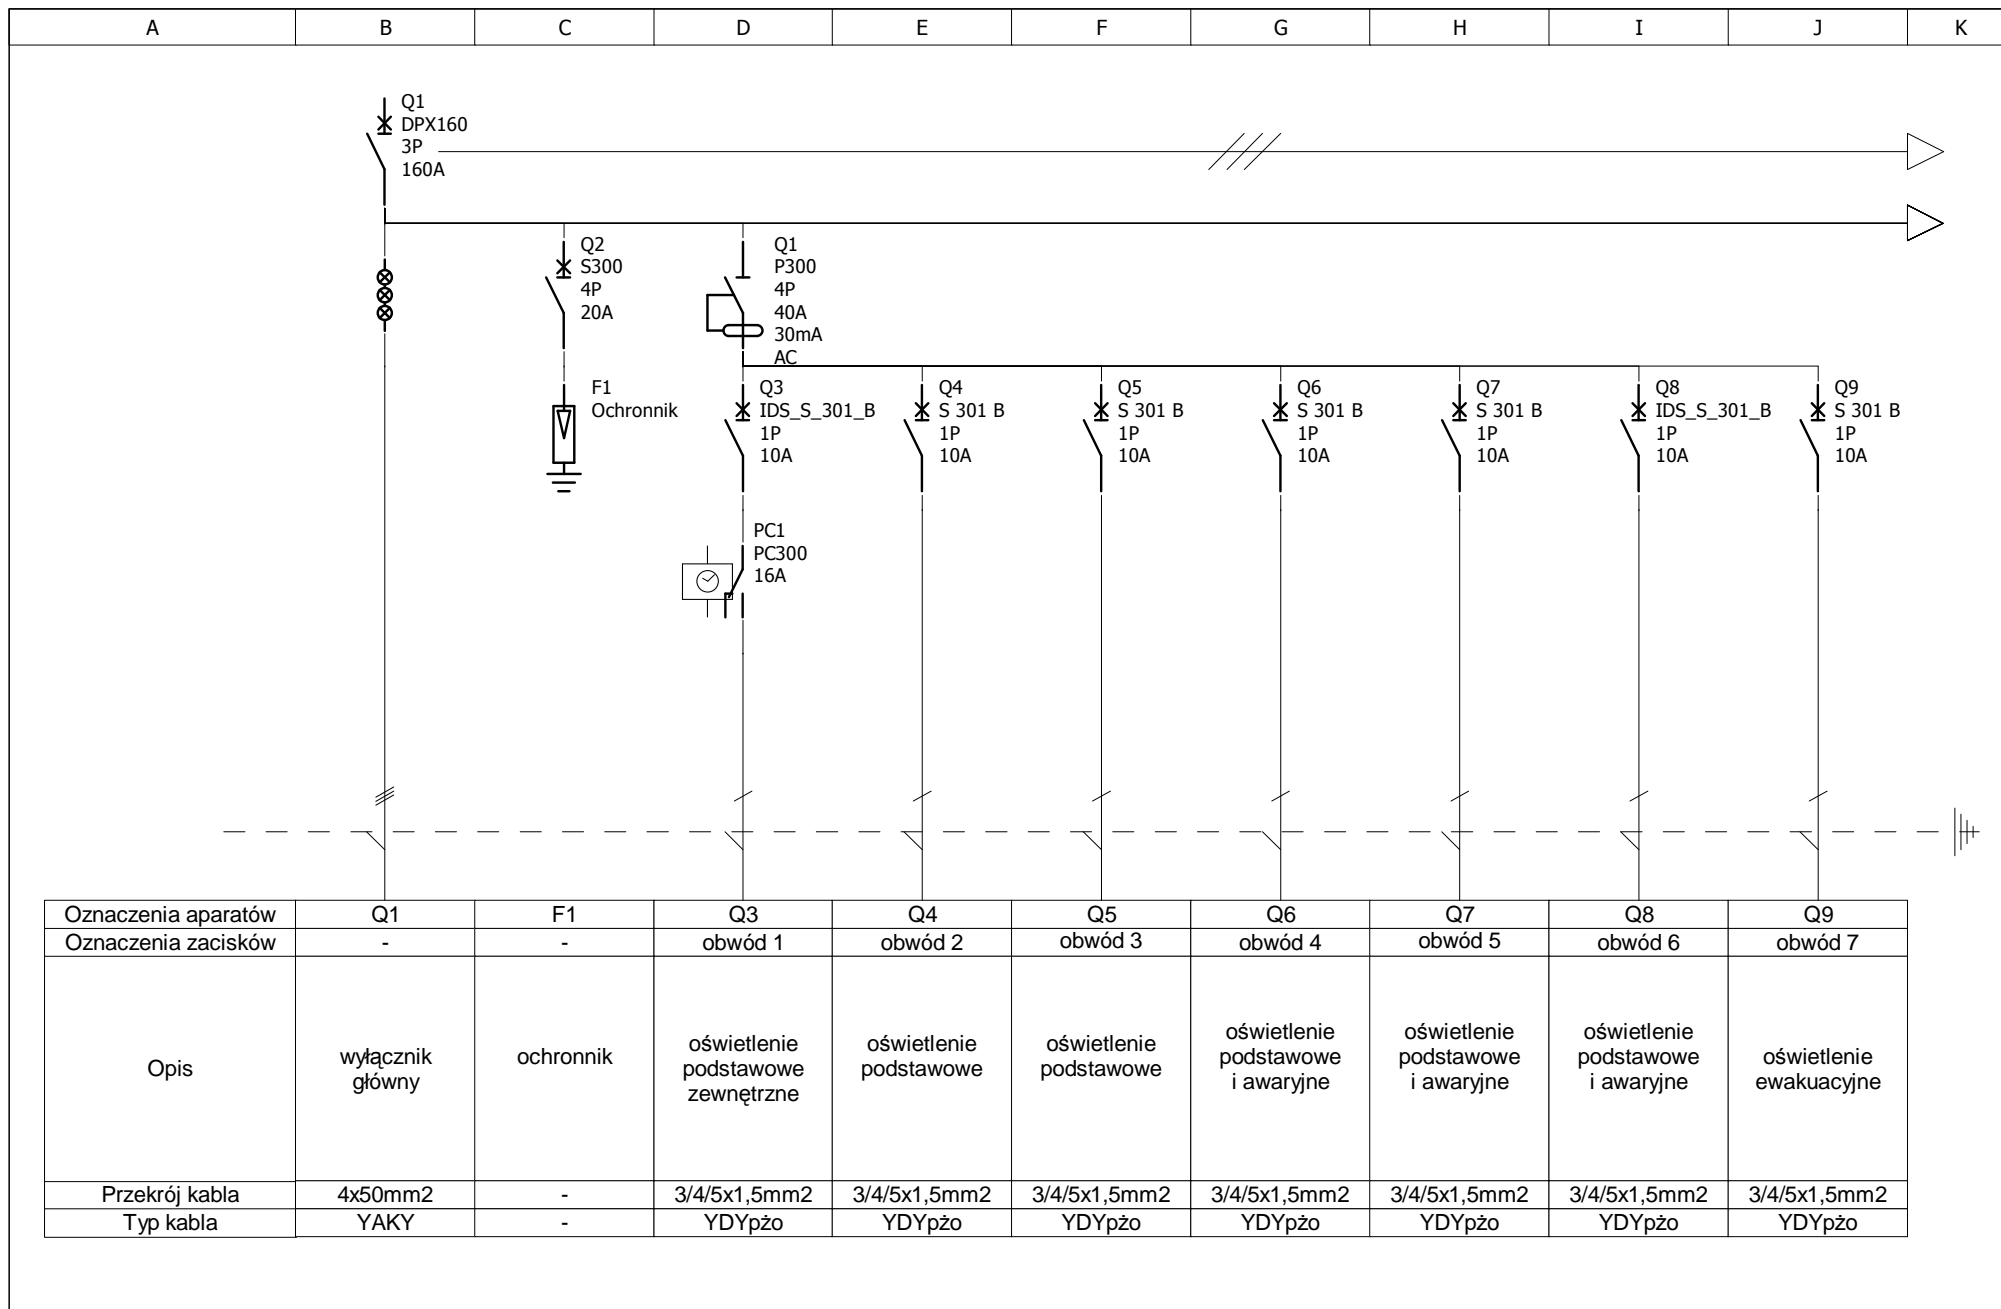 A B C D E F G H I J K
Q1
DPX160
3P
160A
Q2
S300
4P
20A
Q1
P300
4P
40A
30mA
AC
F1
Ochronnik
Q3
IDS_S_301_B
1P
10A
Q4
S 301 B
1P
10A
Q5
S 301 B
1P
10A
Q6
S 301 B
1P
10A
Q7
S 301 B
1P
10A
Q8
IDS_S_301_B
1P
10A
Q9
S 301 B
1P
10A
PC1
PC300
16A
Oznaczenia aparatów Q1 F1 Q3 Q4 Q5 Q6 Q7 Q8 Q9
Oznaczenia zacisków - - obwód 1 obwód 2 obwód 3 obwód 4 obwód 5 obwód 6 obwód 7
Opis
wyłącznik
główny
ochronnik
oświetlenie
podstawowe
zewnętrzne
oświetlenie
podstawowe
oświetlenie
podstawowe
oświetlenie
podstawowe
i awaryjne
oświetlenie
podstawowe
i awaryjne
oświetlenie
podstawowe
i awaryjne
oświetlenie
ewakuacyjne
Przekrój kabla 4x50mm2 - 3/4/5x1,5mm2 3/4/5x1,5mm2 3/4/5x1,5mm2 3/4/5x1,5mm2 3/4/5x1,5mm2 3/4/5x1,5mm2 3/4/5x1,5mm2
Typ kabla YAKY - YDYpżo YDYpżo YDYpżo YDYpżo YDYpżo YDYpżo YDYpżo